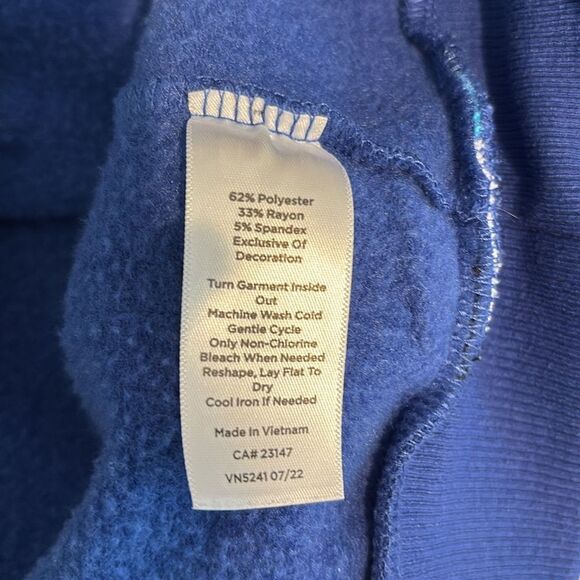 62% Polyester
33% Rayon
5% Spandex
Exclusive Of
Decoration
Turn Garment Inside
Out
Machine Wash Cold
Gentle Cycle
Only Non-Chlorine
Bleach When Needed
Reshape, Lay Flat To
Dry
Cool Iron If Needed
Made In Vietnam
CA# 23147
VN5241 07/22